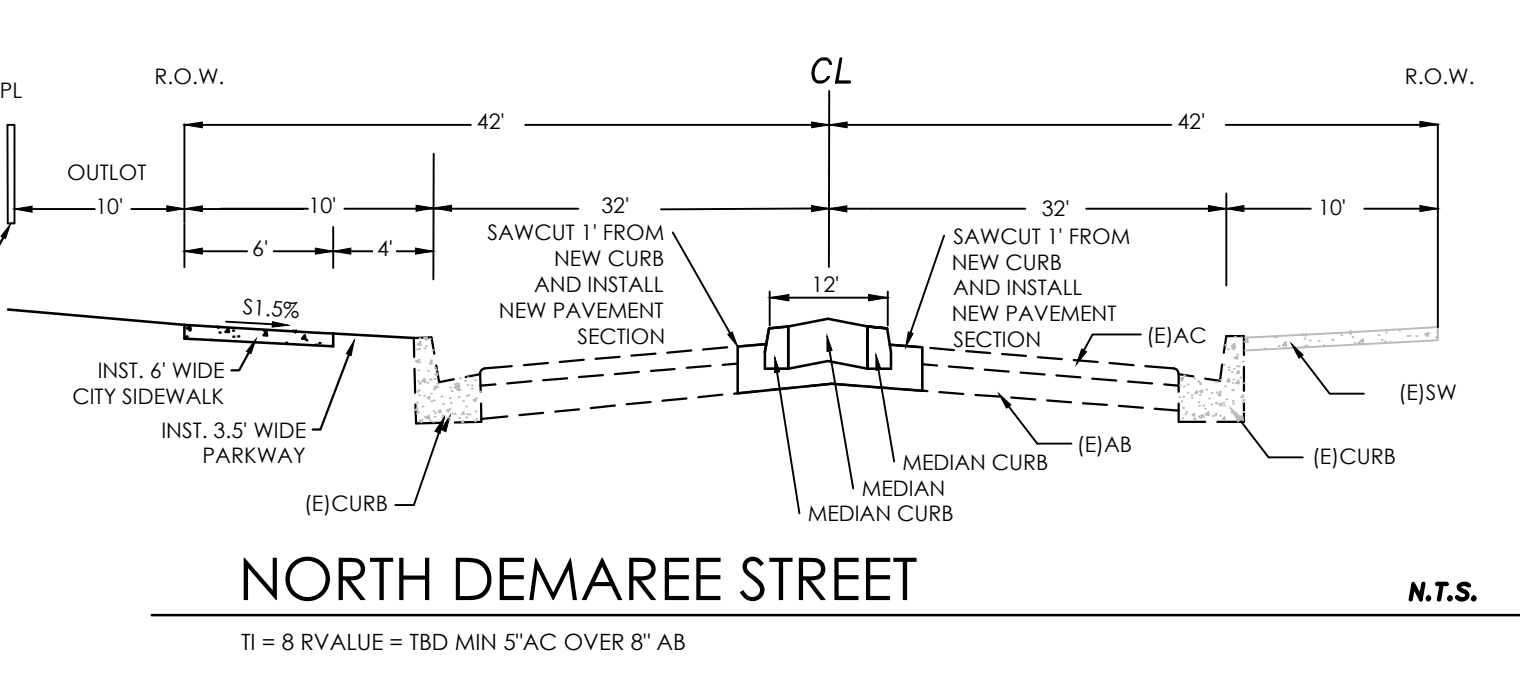 CL
R.O.W.
R.O.W.
PL
42'
42'
OUTLOT
10'
10'
32'
32'
10'
6'
4'
SAWCUT 1' FROM
NEW CURB
AND INSTALL
NEW PAVEMENT
SECTION
SAWCUT 1' FROM
NEW CURB
AND INSTALL
NEW PAVEMENT
SECTION
12'
S1.5%
(E)AC
INST. 6' WIDE
CITY SIDEWALK
(E)SW
INST. 3.5' WIDE
PARKWAY
(E)AB
(E)CURB
MEDIAN CURB
MEDIAN
MEDIAN CURB
(E)CURB
NORTH DEMAREE STREET
N.T.S.
TI = 8 RVALUE = TBD MIN 5"AC OVER 8" AB